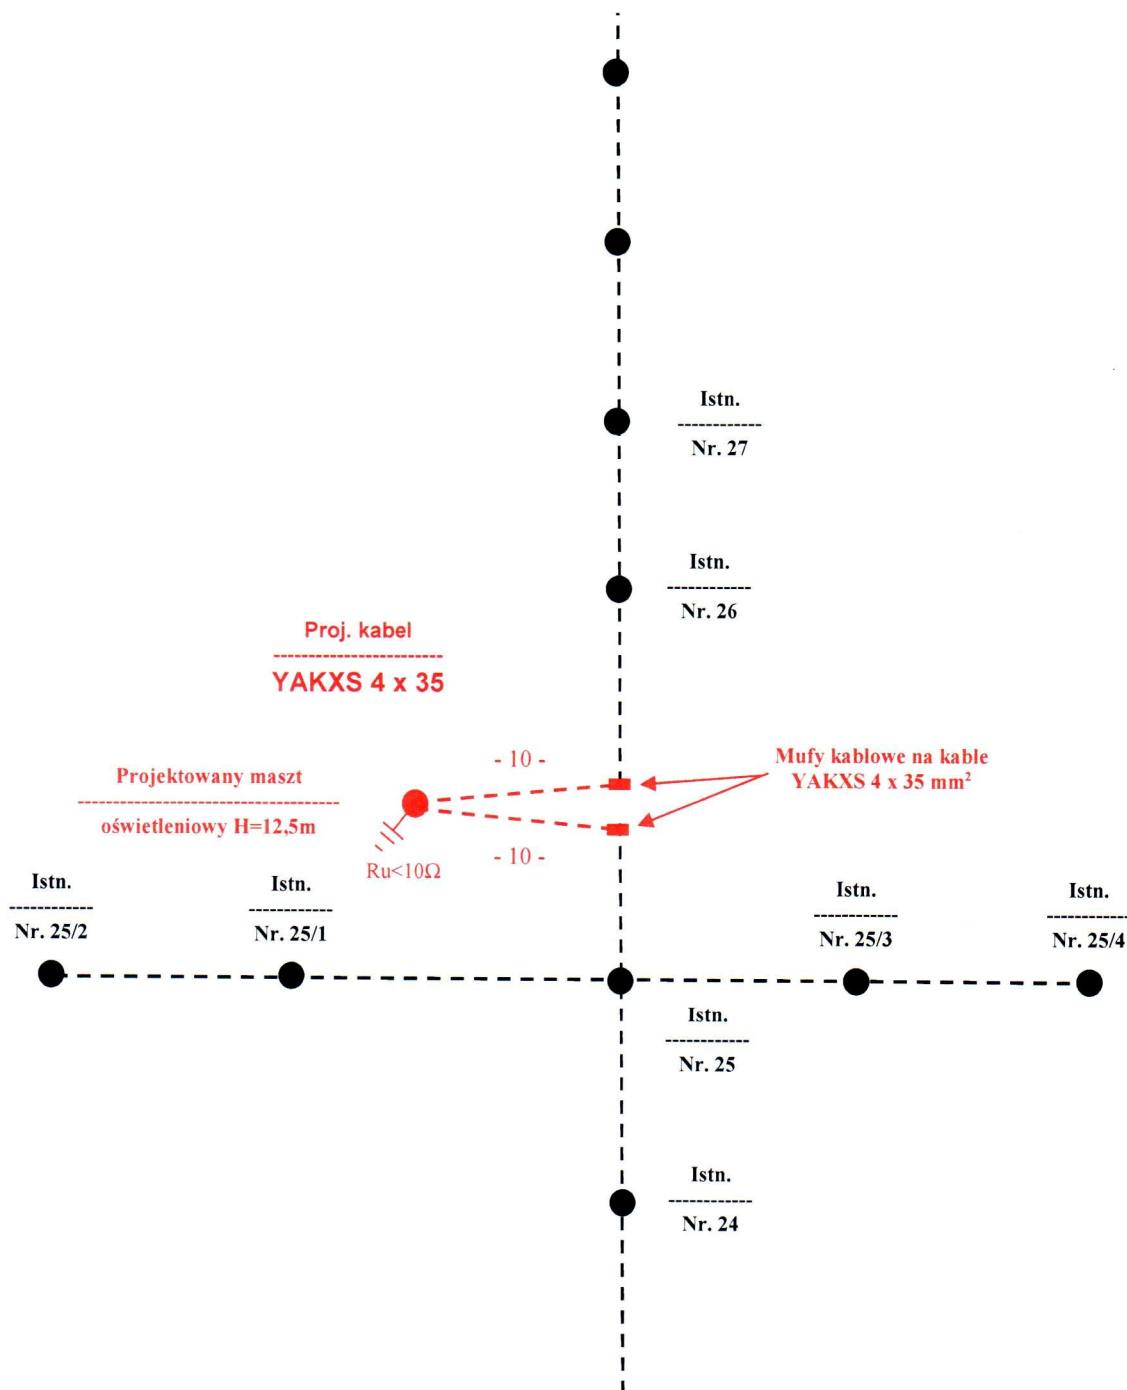 Istn.
------------
Nr. 27
Istn.
------------
Nr. 26
Proj. kabel
------------------------
YAKXS 4 x 35
- 10 -
Mufy kablowe na kable
YAKXS 4 x 35 mm²
Projektowany maszt
-------------------------------------
oświetleniowy H=12,5m
- 10 -
Ru<10Ω
Istn.
------------
Nr. 25/2
Istn.
------------
Nr. 25/1
Istn.
------------
Nr. 25/3
Istn.
------------
Nr. 25/4
Istn.
------------
Nr. 25
Istn.
------------
Nr. 24